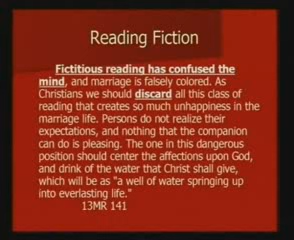 Reading Fiction
Fictitious reading has confused the
mind, and marriage is falsely colored. As
Christians we should discard all this class of
reading that creates so much unhappiness in the
marriage life. Persons do not realize their
expectations, and nothing that the companion
can do is pleasing. The one in this dangerous
position should center the affections upon God,
and drink of the water that Christ shall give,
which will be as "a well of water springing up
into everlasting life."
13MR 141